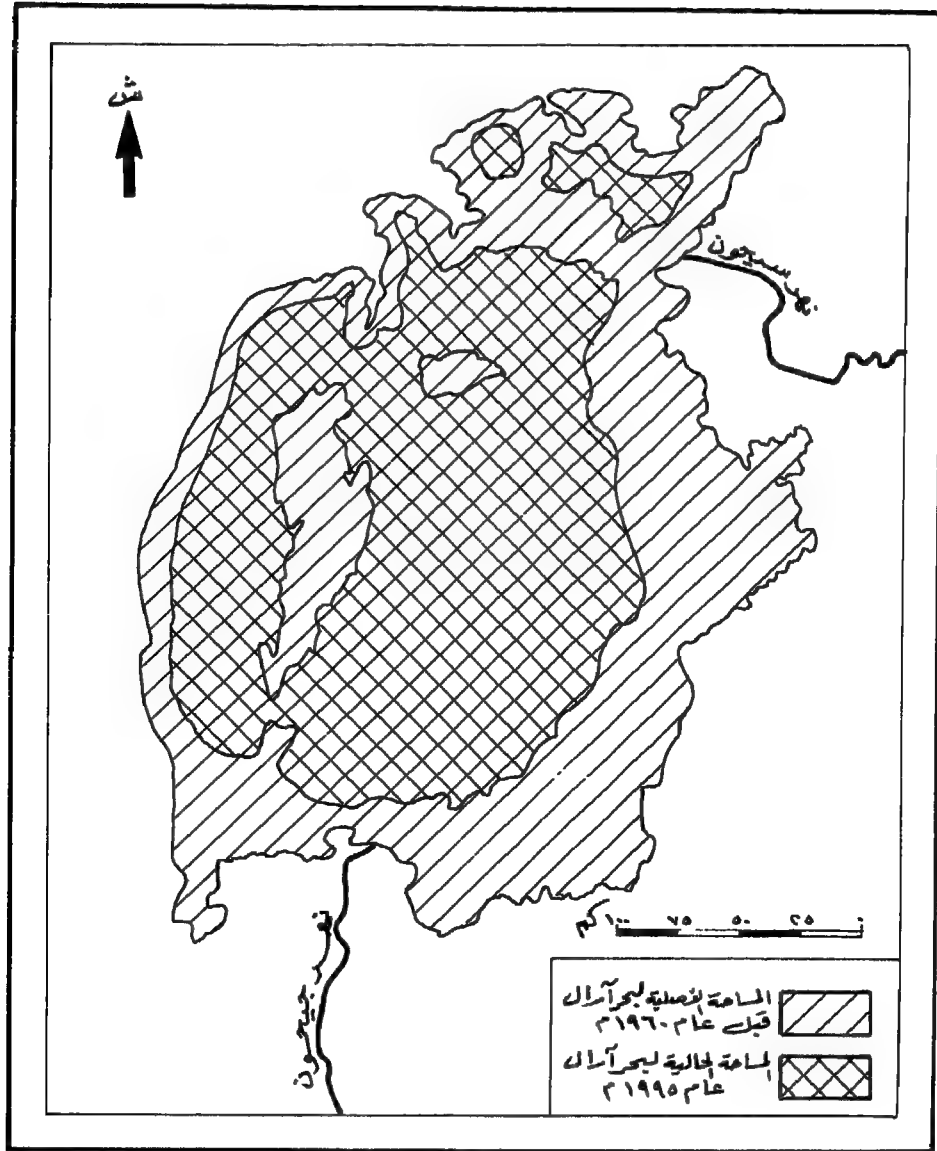 ش
نهر سيحون
نهر جيحون
٠ ٢٥ ٥٠ ٧٥ ١٠٠ كم
المساحة الفصلية لبحر آرال
قبل عام ١٩٦٠م
المساحة الحالية لبحر آرال
عام ١٩٩٥م